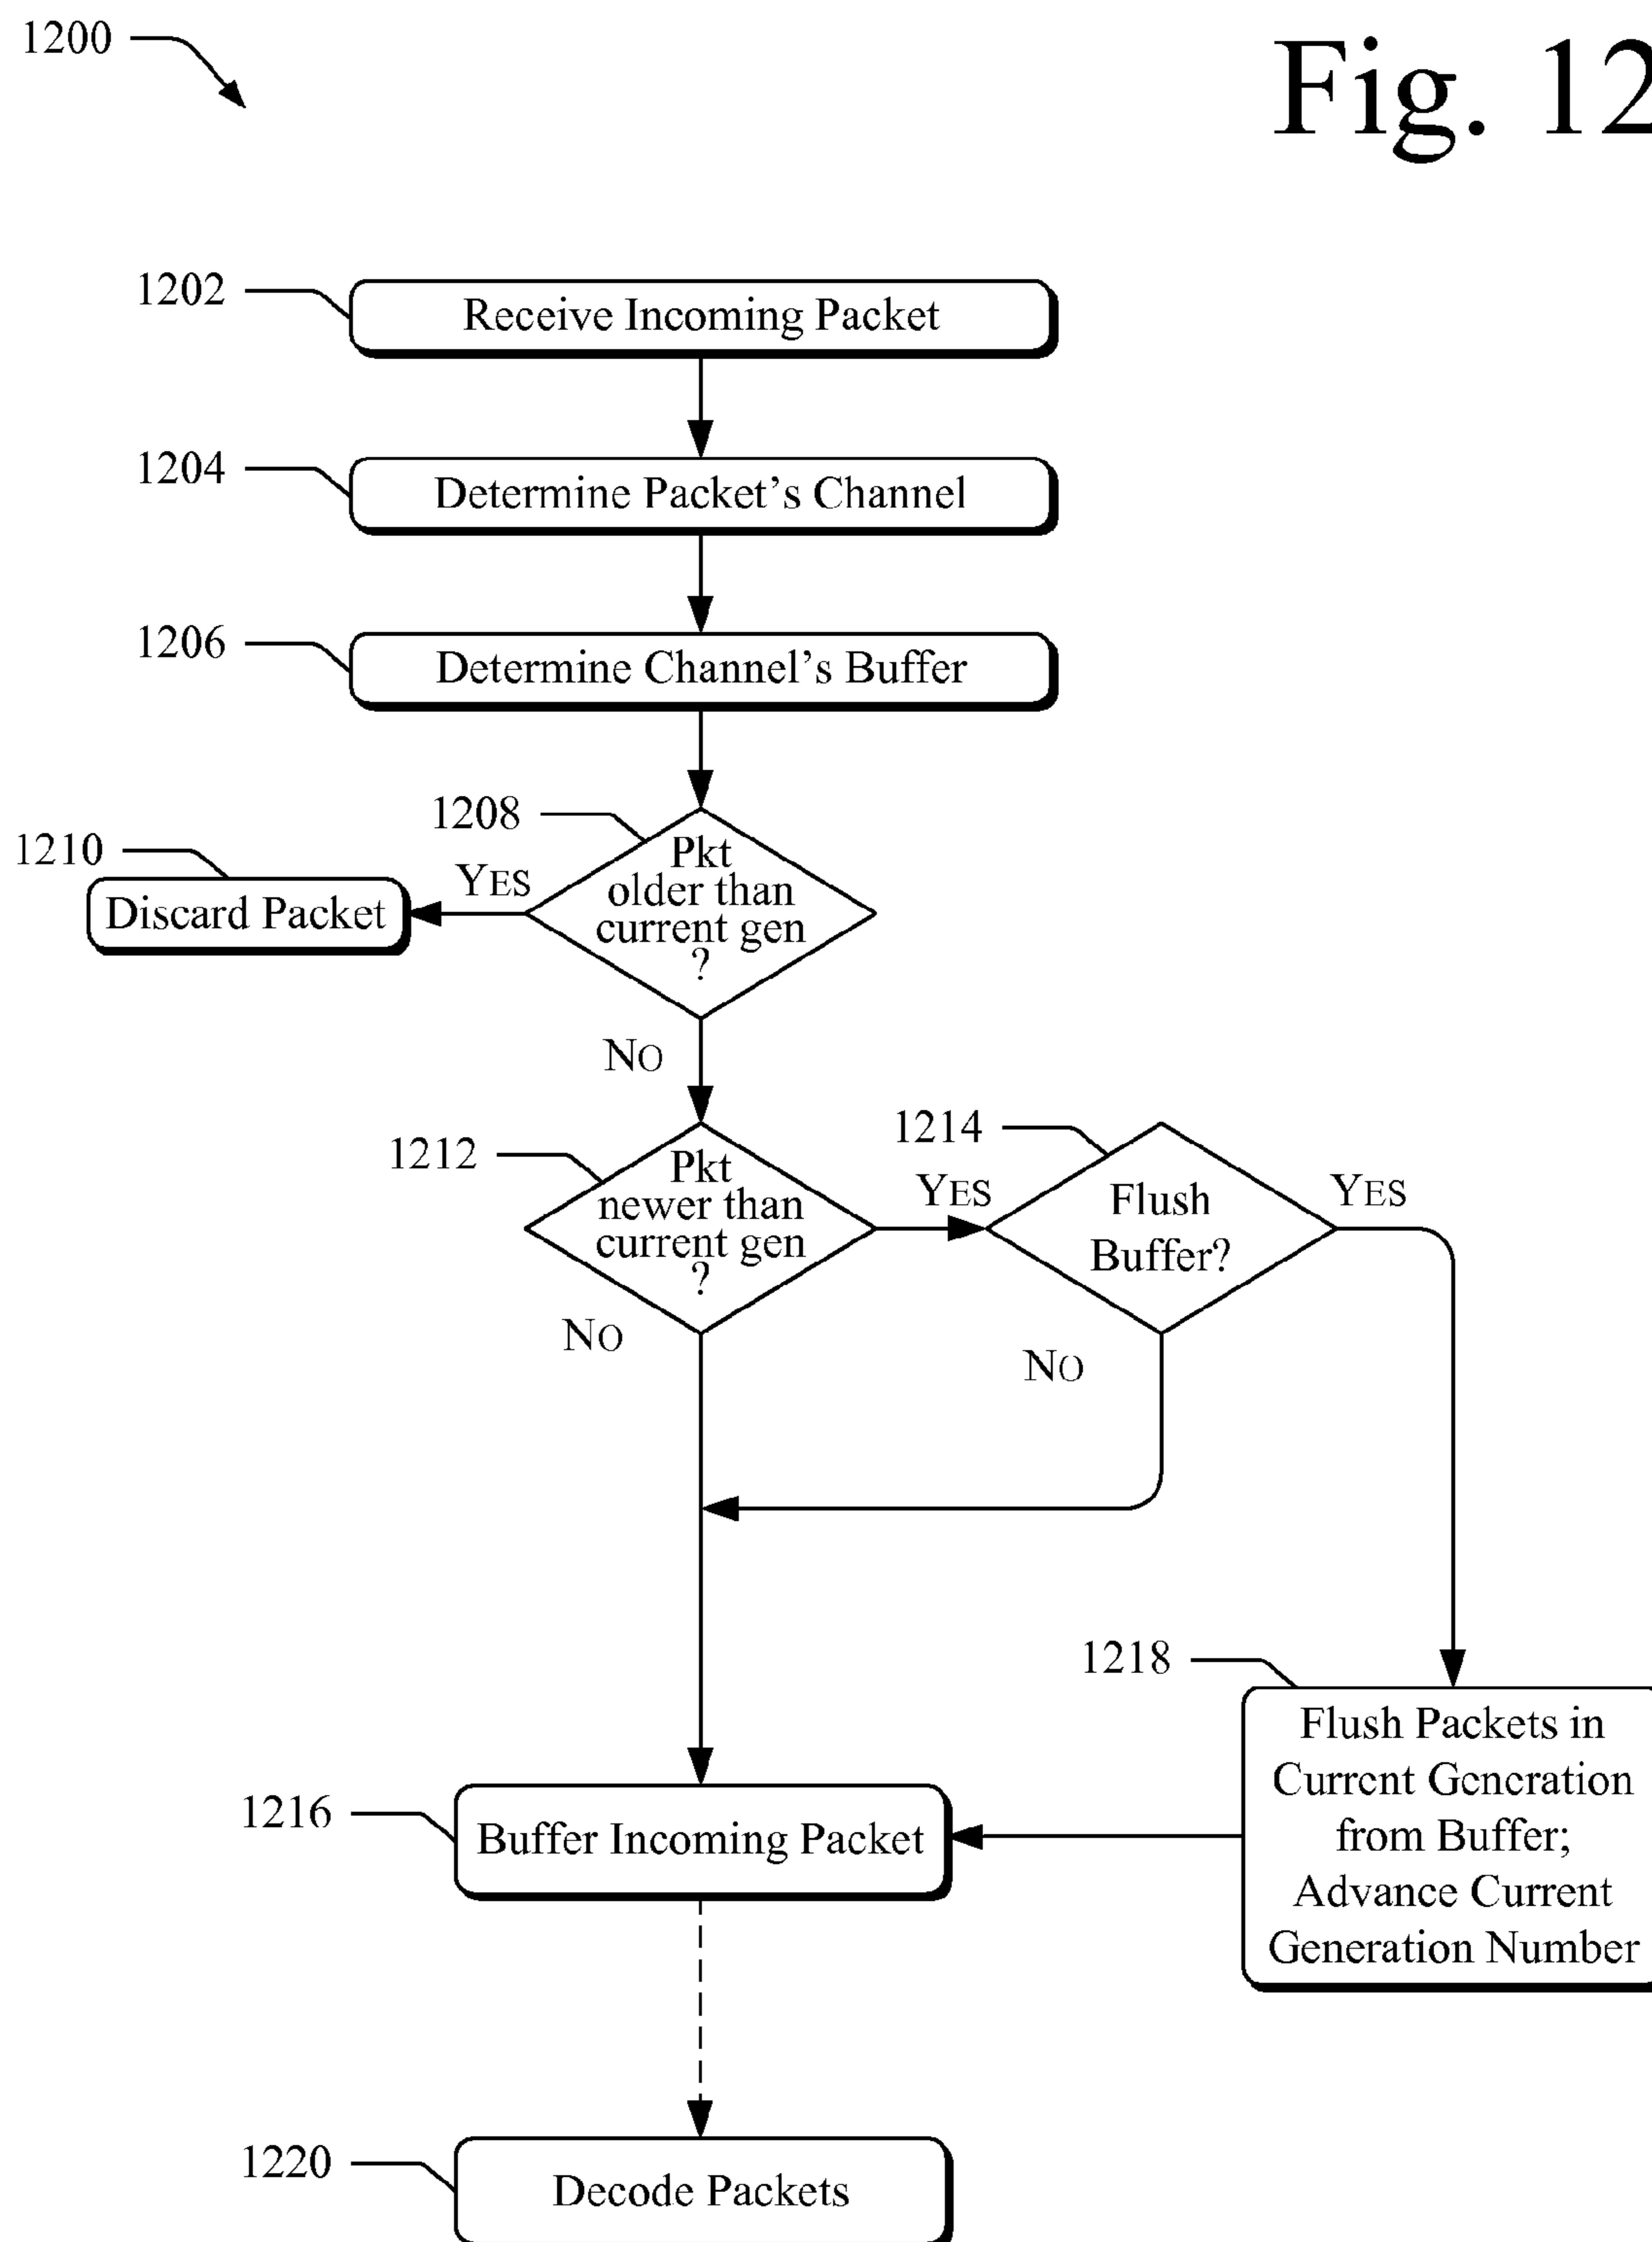 1200
Fig. 12
1202
Receive Incoming Packet
1204
Determine Packet's Channel
1206
Determine Channel's Buffer
1208
Pkt
older than
current gen
?
YES
1210
Discard Packet
NO
1212
Pkt
newer than
current gen
?
YES
1214
Flush
Buffer?
YES
NO
NO
1218
Flush Packets in
Current Generation
from Buffer;
Advance Current
Generation Number
1216
Buffer Incoming Packet
1220
Decode Packets